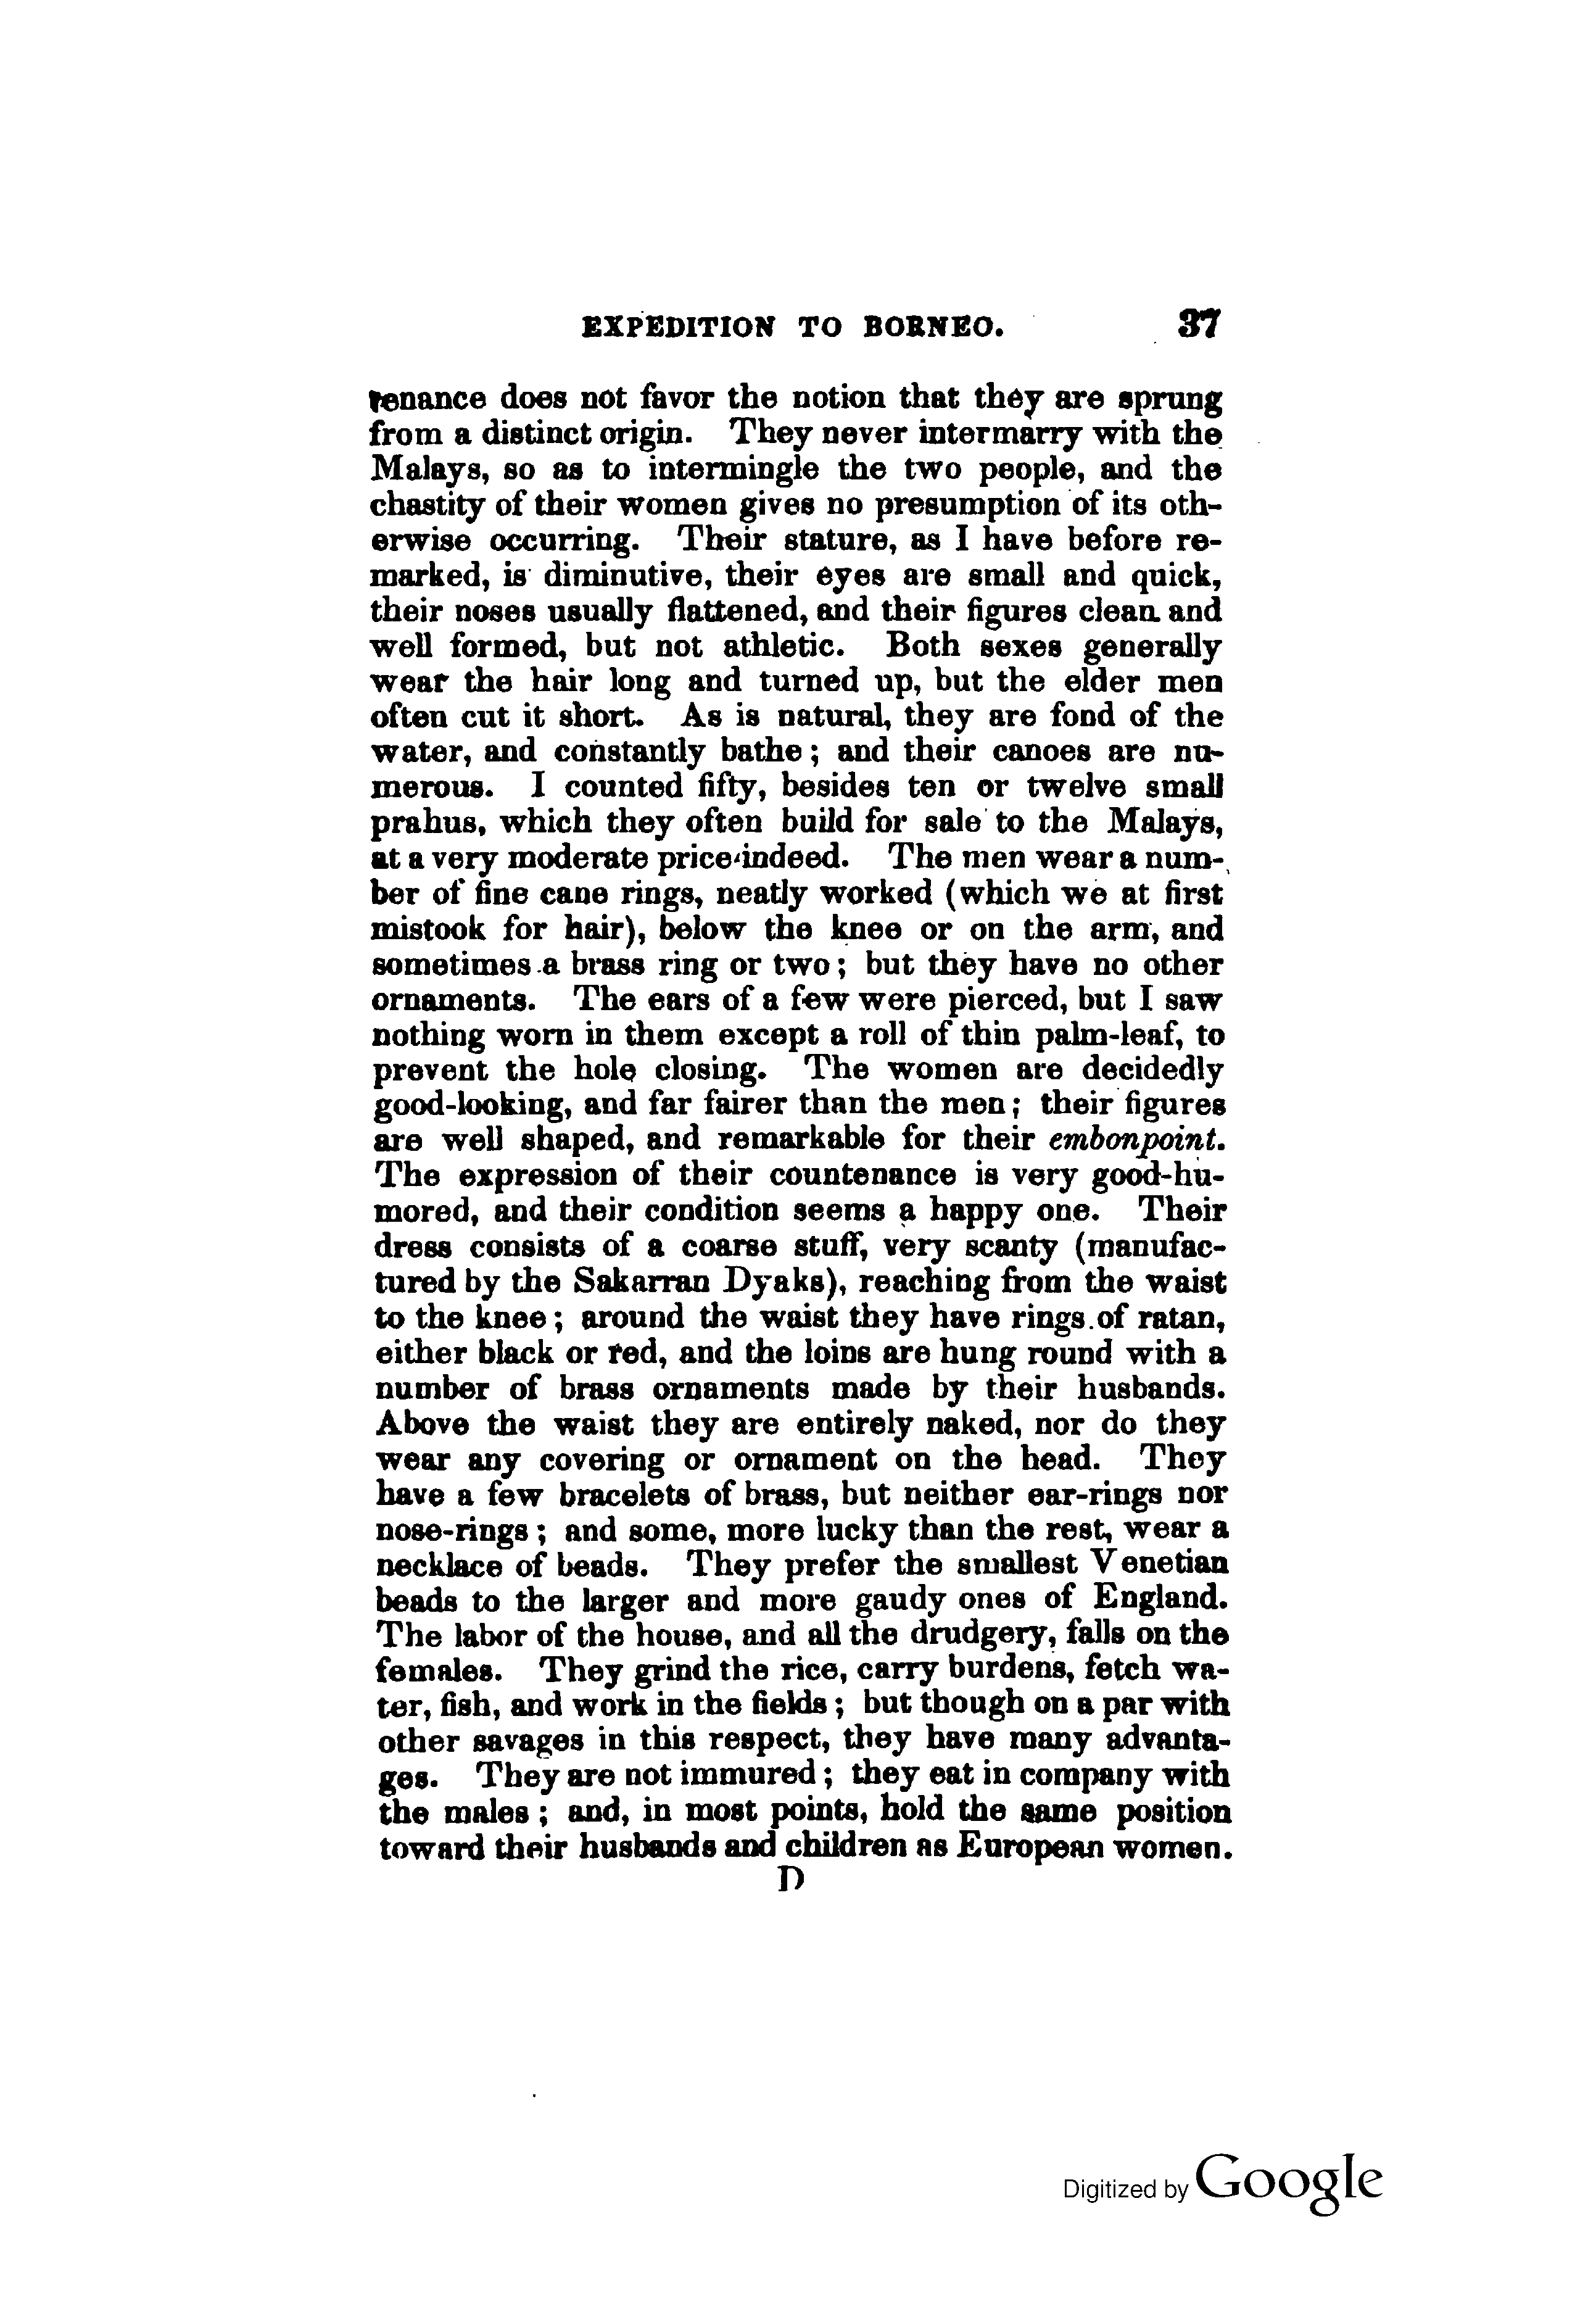 EXPEDITION TO BORNEO. 37
tenance does not favor the notion that they are sprung
from a distinct origin. They never intermarry with the
Malays, so as to intermingle the two people, and the
chastity of their women gives no presumption of its oth-
erwise occurring. Their stature, as I have before re-
marked, is diminutive, their eyes are small and quick,
their noses usually flattened, and their figures clean and
well formed, but not athletic. Both sexes generally
wear the hair long and turned up, but the elder men
often cut it short. As is natural, they are fond of the
water, and constantly bathe; and their canoes are nu-
merous. I counted fifty, besides ten or twelve small
prahus, which they often build for sale to the Malays,
at a very moderate price indeed. The men wear a num-
ber of fine cane rings, neatly worked (which we at first
mistook for hair), below the knee or on the arm, and
sometimes a brass ring or two; but they have no other
ornaments. The ears of a few were pierced, but I saw
nothing worn in them except a roll of thin palm-leaf, to
prevent the hole closing. The women are decidedly
good-looking, and far fairer than the men; their figures
are well shaped, and remarkable for their embonpoint.
The expression of their countenance is very good-hu-
mored, and their condition seems a happy one. Their
dress consists of a coarse stuff, very scanty (manufac-
tured by the Sakarran Dyaks), reaching from the waist
to the knee; around the waist they have rings of ratan,
either black or red, and the loins are hung round with a
number of brass ornaments made by their husbands.
Above the waist they are entirely naked, nor do they
wear any covering or ornament on the head. They
have a few bracelets of brass, but neither ear-rings nor
nose-rings; and some, more lucky than the rest, wear a
necklace of beads. They prefer the smallest Venetian
beads to the larger and more gaudy ones of England.
The labor of the house, and all the drudgery, falls on the
females. They grind the rice, carry burdens, fetch wa-
ter, fish, and work in the fields; but though on a par with
other savages in this respect, they have many advanta-
ges. They are not immured; they eat in company with
the males; and, in most points, hold the same position
toward their husbands and children as European women.
D
Digitized by Google